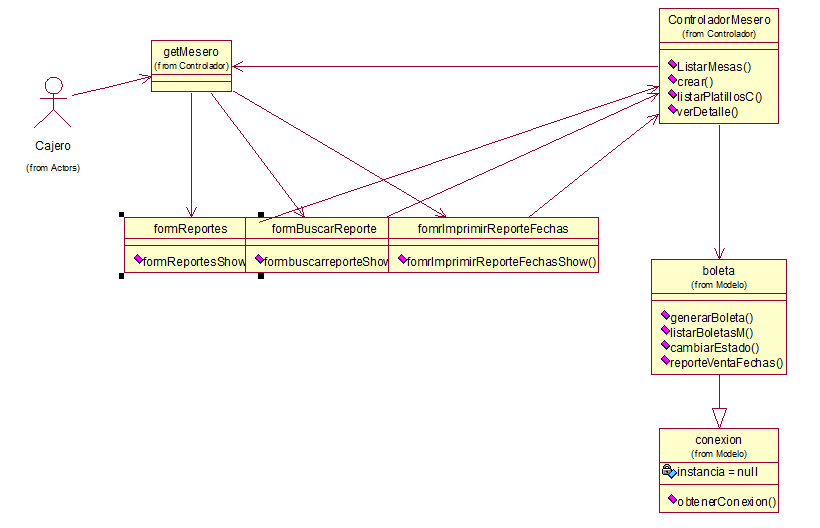 getMesero
(from Controlador)
Cajero
(from Actors)
ControladorMesero
(from Controlador)
ListarMesas()
crear()
listarPlatillosC()
verDetalle()
formReportes
formReportesShow
formBuscarReporte
formbuscarreporteShow
fomrImprimirReporteFechas
fomrImprimirReporteFechasShow()
boleta
(from Modelo)
generarBoleta()
listarBoletasM()
cambiarEstado()
reporteVentaFechas()
conexion
(from Modelo)
instancia = null
obtenerConexion()